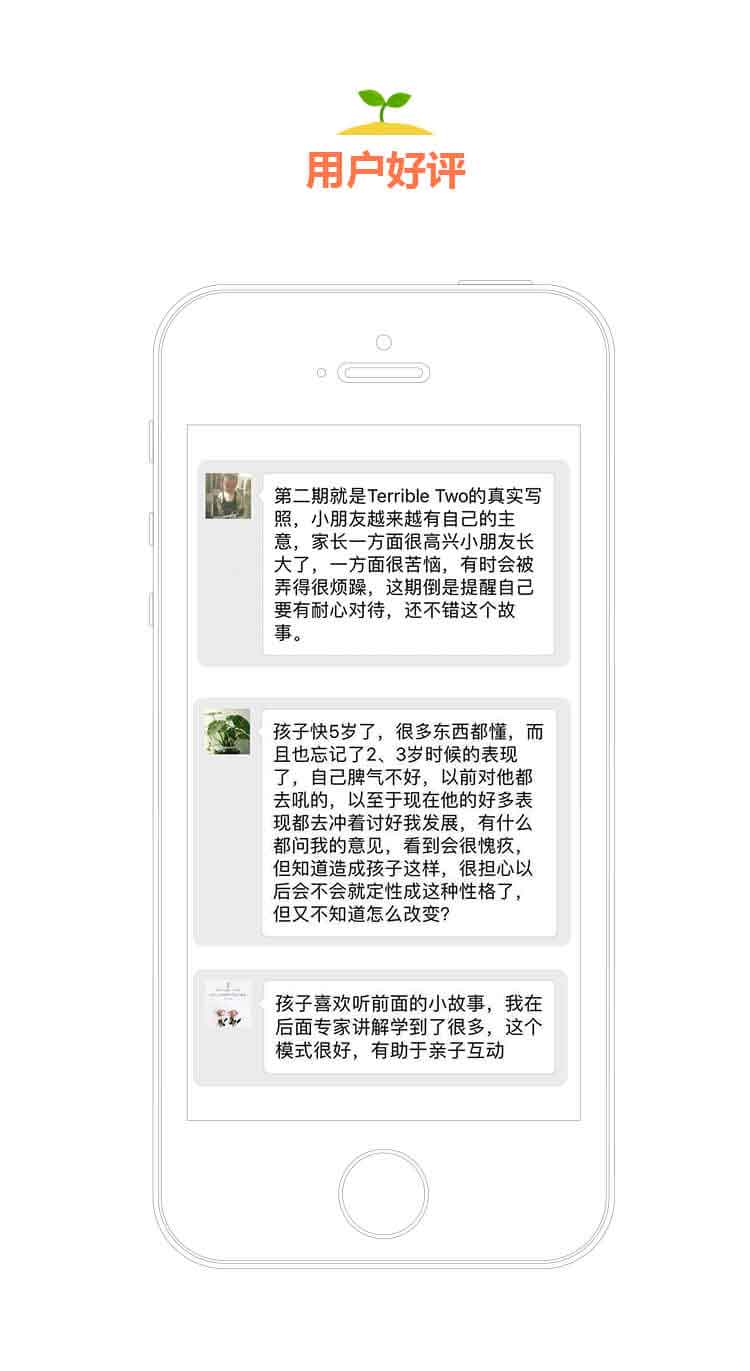 用户好评
第二期就是Terrible Two的真实写
照，小朋友越来越有自己的主
意，家长一方面很高兴小朋友长
大了，一方面很苦恼，有时会被
弄得很烦躁，这期倒是提醒自己
要有耐心对待，还不错这个故
事。
孩子快5岁了，很多东西都懂，而
且也忘记了2、3岁时候的表现
了，自己脾气不好，以前对他都
去吼的，以至于现在他的好多表
现都去冲着讨好我发展，有什么
都问我的意见，看到会很愧疚，
但知道造成孩子这样，很担心以
后会不会就定性成这种性格了，
但又不知道怎么改变?
孩子喜欢听前面的小故事，我在
后面专家讲解学到了很多，这个
模式很好，有助于亲子互动